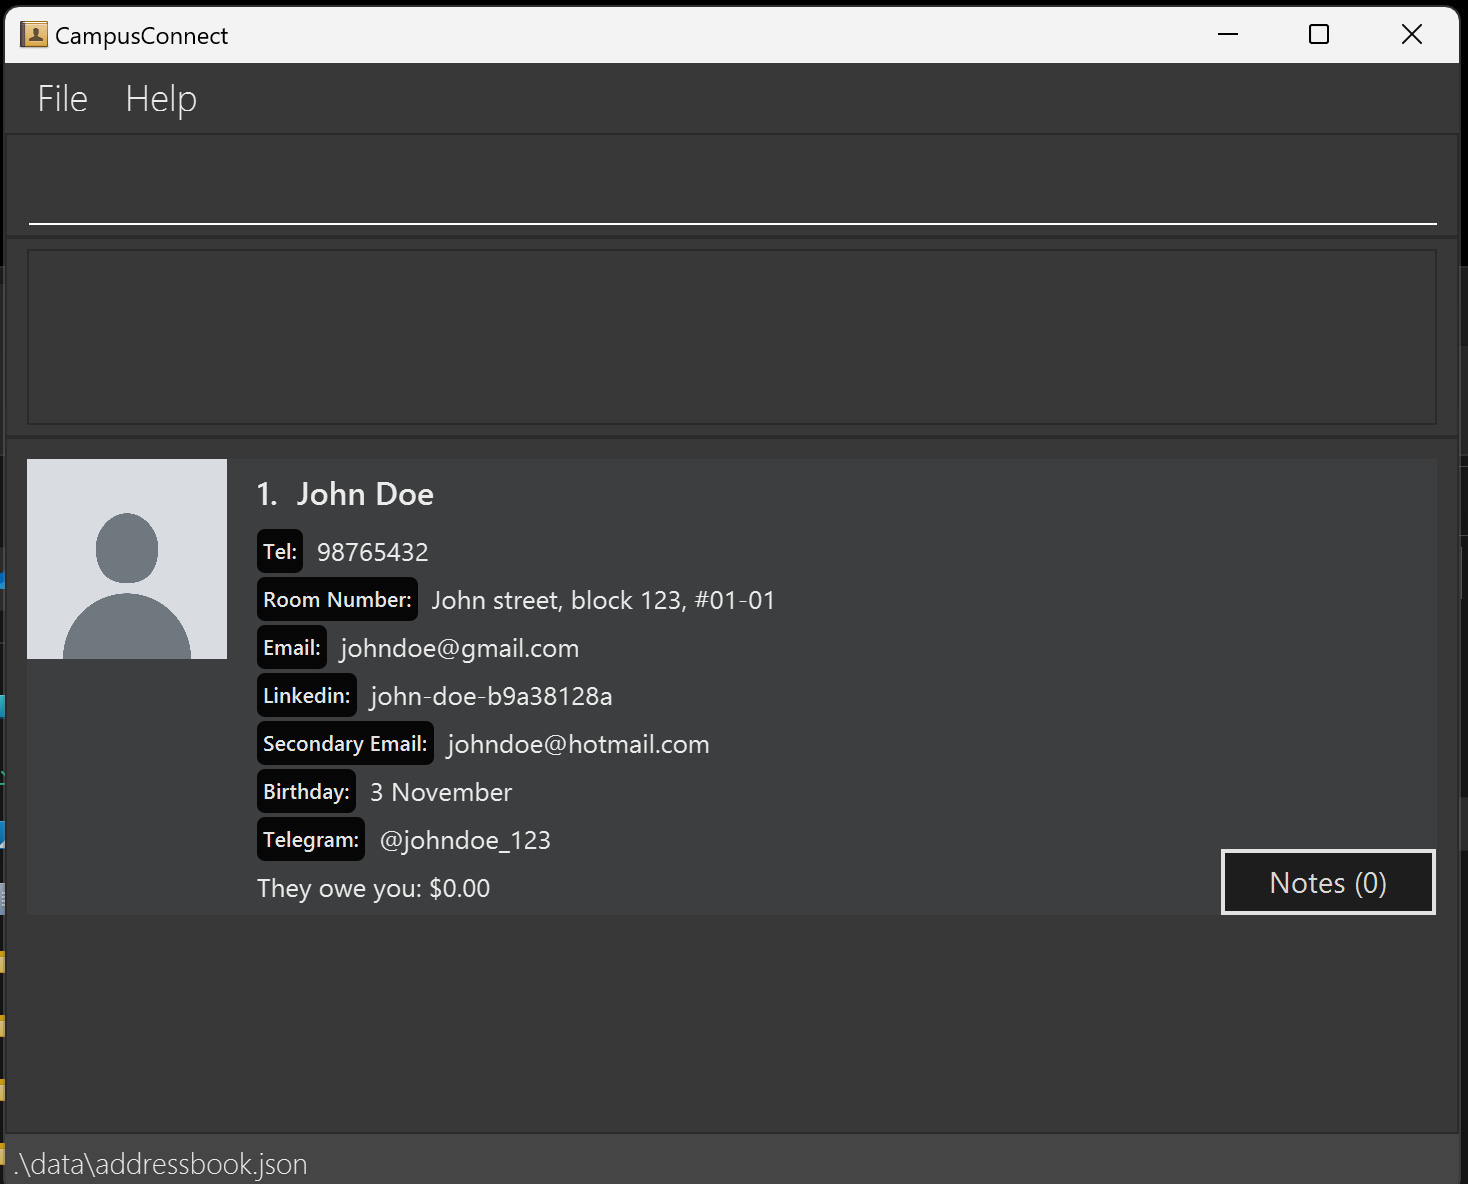 CampusConnect
File Help
1. John Doe
Tel: 98765432
Room Number: John street, block 123, #01-01
Email: johndoe@gmail.com
Linkedin: john-doe-b9a38128a
Secondary Email: johndoe@hotmail.com
Birthday: 3 November
Telegram: @johndoe_123
They owe you: $0.00
Notes (0)
.\data\addressbook.json